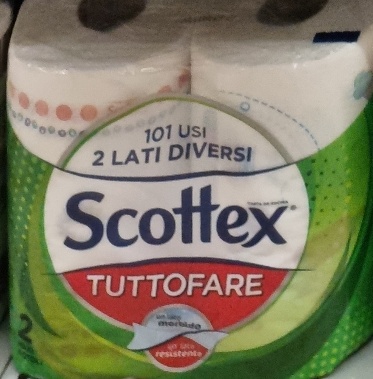 101 USI
2 LATI DIVERSI
Scottex®
TUTTOFARE
un lato
morbido
un lato
resistente
2